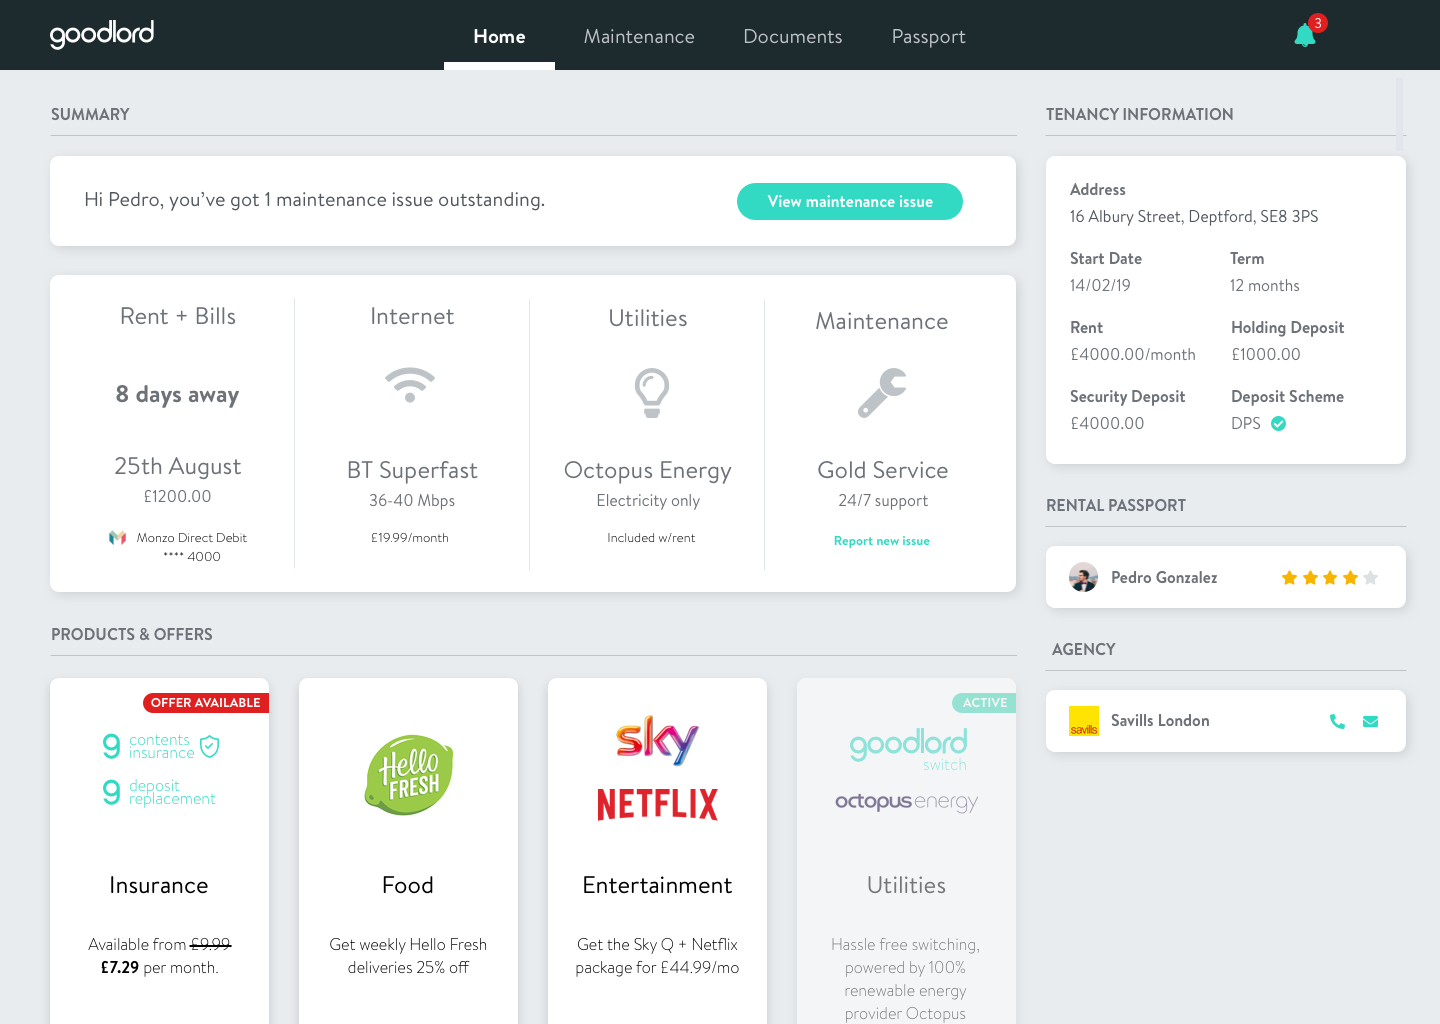 goodlord
Home
Maintenance
Documents
Passport
3
SUMMARY
Hi Pedro, you’ve got 1 maintenance issue outstanding.
View maintenance issue
Rent + Bills
8 days away
25th August
£1200.00
Monzo Direct Debit
**** 4000
Internet
BT Superfast
36-40 Mbps
£19.99/month
Utilities
Octopus Energy
Electricity only
Included w/rent
Maintenance
Gold Service
24/7 support
Report new issue
PRODUCTS & OFFERS
OFFER AVAILABLE
g contents
insurance
g deposit
replacement
Insurance
Available from £9.99
£7.29 per month.
Hello
FRESH
Food
Get weekly Hello Fresh
deliveries 25% off
sky
NETFLIX
Entertainment
Get the Sky Q + Netflix
package for £44.99/mo
ACTIVE
goodlord
switch
octopus energy
Utilities
Hassle free switching,
powered by 100%
renewable energy
provider Octopus
TENANCY INFORMATION
Address
16 Albury Street, Deptford, SE8 3PS
Start Date
14/02/19
Term
12 months
Rent
£4000.00/month
Holding Deposit
£1000.00
Security Deposit
£4000.00
Deposit Scheme
DPS
RENTAL PASSPORT
Pedro Gonzalez
AGENCY
savills
Savills London